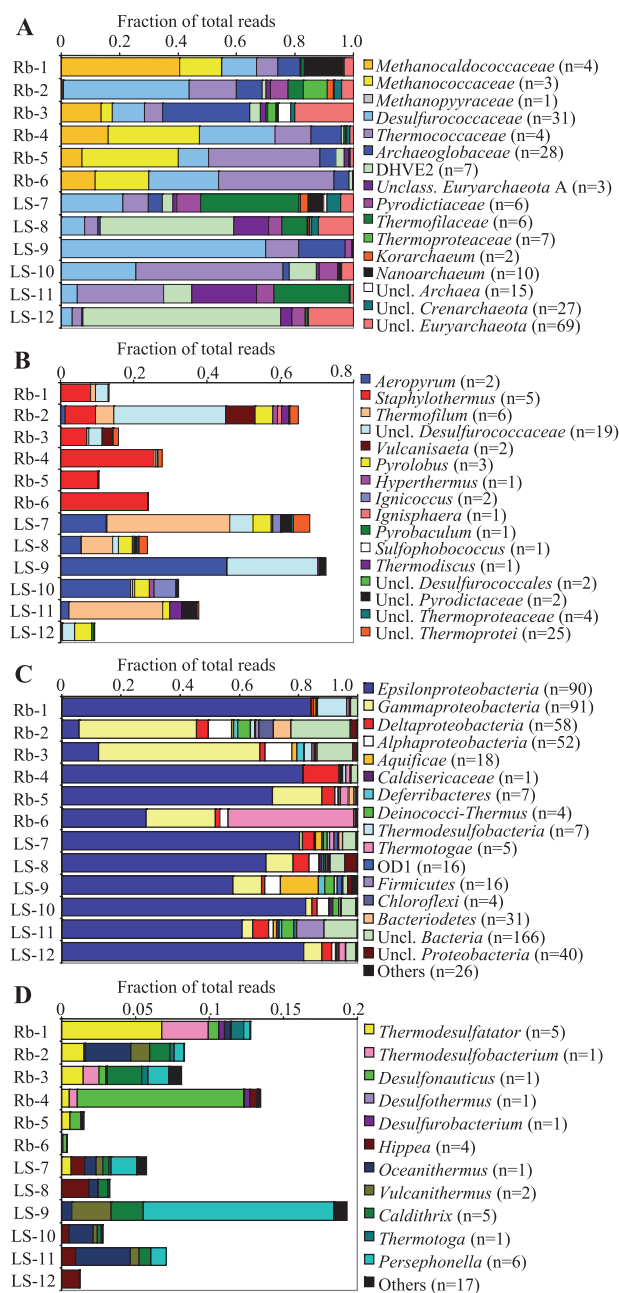 A
Fraction of total reads
0 0.2 0.4 0.6 0.8 1.0
Rb-1
Rb-2
Rb-3
Rb-4
Rb-5
Rb-6
LS-7
LS-8
LS-9
LS-10
LS-11
LS-12
Methanocaldococcaceae (n=4)
Methanococcaceae (n=3)
Methanopyyraceae (n=1)
Desulfurococcaceae (n=31)
Thermococcaceae (n=4)
Archaeoglobaceae (n=28)
DHVE2 (n=7)
Unclass. Euryarchaeota A (n=3)
Pyrodictiaceae (n=6)
Thermofilaceae (n=6)
Thermoproteaceae (n=7)
Korarchaeum (n=2)
Nanoarchaeum (n=10)
Uncl. Archaea (n=15)
Uncl. Crenarchaeota (n=27)
Uncl. Euryarchaeota (n=69)
B
Fraction of total reads
0 0.2 0.4 0.6 0.8
Rb-1
Rb-2
Rb-3
Rb-4
Rb-5
Rb-6
LS-7
LS-8
LS-9
LS-10
LS-11
LS-12
Aeropyrum (n=2)
Staphylothermus (n=5)
Thermofilum (n=6)
Uncl. Desulfurococcaceae (n=19)
Vulcanisaeta (n=2)
Pyrolobus (n=3)
Hyperthermus (n=1)
Ignicoccus (n=2)
Ignisphaera (n=1)
Pyrobaculum (n=1)
Sulfophobococcus (n=1)
Thermodiscus (n=1)
Uncl. Desulfurococcales (n=2)
Uncl. Pyrodictaceae (n=2)
Uncl. Thermoproteaceae (n=4)
Uncl. Thermoprotei (n=25)
C
Fraction of total reads
0 0.2 0.4 0.6 0.8 1.0
Rb-1
Rb-2
Rb-3
Rb-4
Rb-5
Rb-6
LS-7
LS-8
LS-9
LS-10
LS-11
LS-12
Epsilonproteobacteria (n=90)
Gammaproteobacteria (n=91)
Deltaproteobacteria (n=58)
Alphaproteobacteria (n=52)
Aquificae (n=18)
Caldisericaceae (n=1)
Deferribacteres (n=7)
Deinococci-Thermus (n=4)
Thermodesulfobacteria (n=7)
Thermotogae (n=5)
OD1 (n=16)
Firmicutes (n=16)
Chloroflexi (n=4)
Bacteriodetes (n=31)
Uncl. Bacteria (n=166)
Uncl. Proteobacteria (n=40)
Others (n=26)
D
Fraction of total reads
0 0.05 0.1 0.15 0.2
Rb-1
Rb-2
Rb-3
Rb-4
Rb-5
Rb-6
LS-7
LS-8
LS-9
LS-10
LS-11
LS-12
Thermodesulfatator (n=5)
Thermodesulfobacterium (n=1)
Desulfonauticus (n=1)
Desulfothermus (n=1)
Desulfurobacterium (n=1)
Hippea (n=4)
Oceanithermus (n=1)
Vulcanithermus (n=2)
Caldithrix (n=5)
Thermotoga (n=1)
Persephonella (n=6)
Others (n=17)